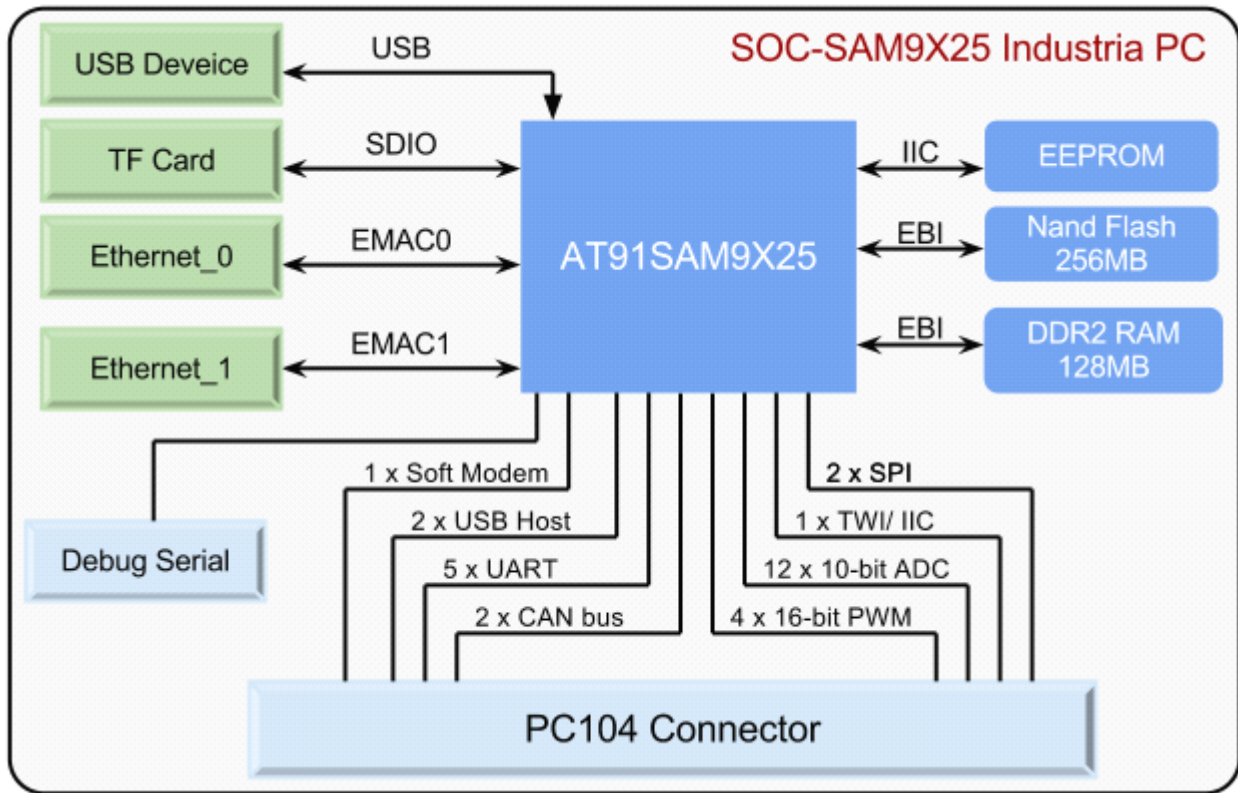 SOC-SAM9X25 Industria PC
USB Deveice
USB
TF Card
SDIO
Ethernet_0
EMAC0
Ethernet_1
EMAC1
AT91SAM9X25
IIC
EEPROM
EBI
Nand Flash
256MB
EBI
DDR2 RAM
128MB
Debug Serial
1 x Soft Modem
2 x USB Host
5 x UART
2 x CAN bus
2 x SPI
1 x TWI/ IIC
12 x 10-bit ADC
4 x 16-bit PWM
PC104 Connector